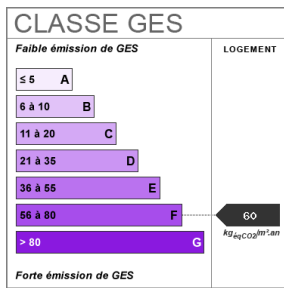 CLASSE GES
Faible émission de GES
LOGEMENT
≤ 5 A
6 à 10 B
11 à 20 C
21 à 35 D
36 à 55 E
56 à 80 F
60
kgéqCO2/m².an
> 80 G
Forte émission de GES